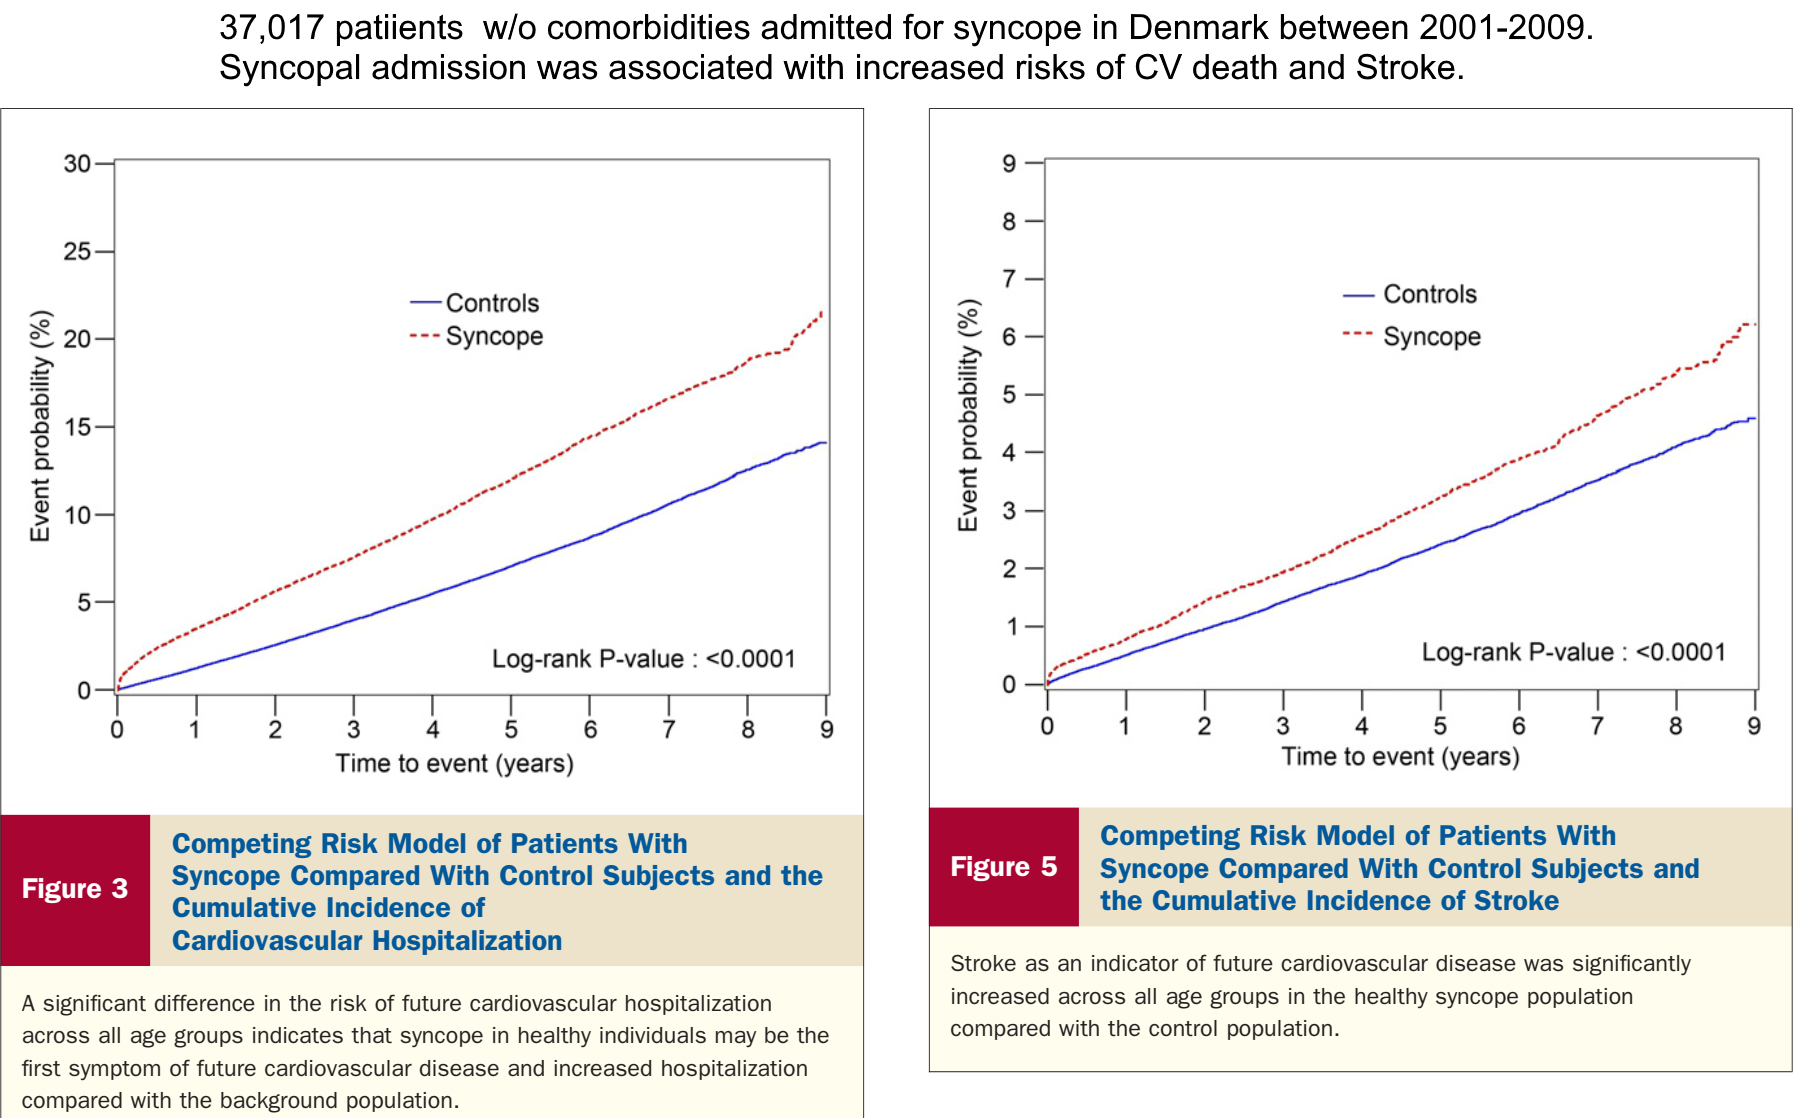 37,017 patiients w/o comorbidities admitted for syncope in Denmark between 2001-2009.
Syncopal admission was associated with increased risks of CV death and Stroke.
30
25
20
15
10
5
0
Event probability (%)
Controls
Syncope
Log-rank P-value : <0.0001
0 1 2 3 4 5 6 7 8 9
Time to event (years)
Figure 3
Competing Risk Model of Patients With
Syncope Compared With Control Subjects and the
Cumulative Incidence of
Cardiovascular Hospitalization
A significant difference in the risk of future cardiovascular hospitalization
across all age groups indicates that syncope in healthy individuals may be the
first symptom of future cardiovascular disease and increased hospitalization
compared with the background population.
9
8
7
6
5
4
3
2
1
0
Event probability (%)
Controls
Syncope
Log-rank P-value : <0.0001
0 1 2 3 4 5 6 7 8 9
Time to event (years)
Figure 5
Competing Risk Model of Patients With
Syncope Compared With Control Subjects and
the Cumulative Incidence of Stroke
Stroke as an indicator of future cardiovascular disease was significantly
increased across all age groups in the healthy syncope population
compared with the control population.